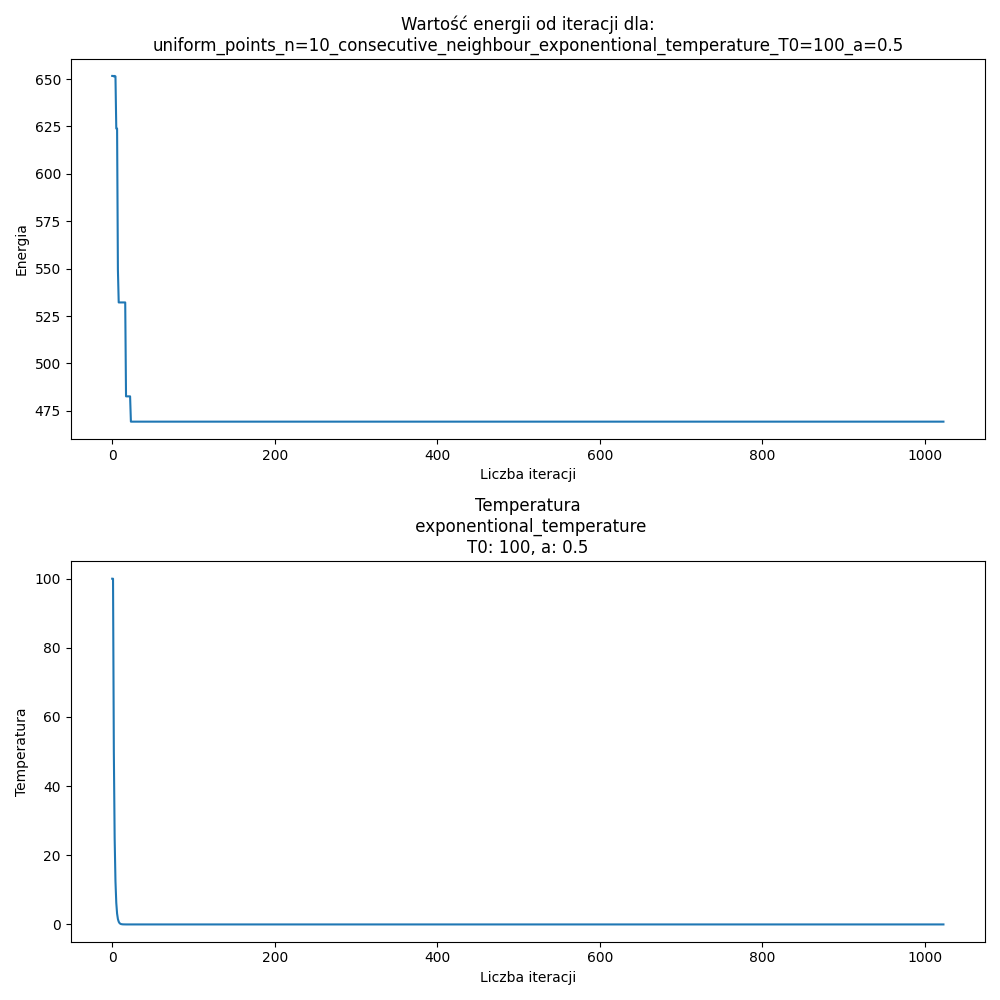 Wartość energii od iteracji dla:
uniform_points_n=10_consecutive_neighbour_exponentional_temperature_T0=100_a=0.5
650
625
600
575
550
525
500
475
Energia
0 200 400 600 800 1000
Liczba iteracji
Temperatura
exponentional_temperature
T0: 100, a: 0.5
100
80
60
40
20
0
Temperatura
0 200 400 600 800 1000
Liczba iteracji